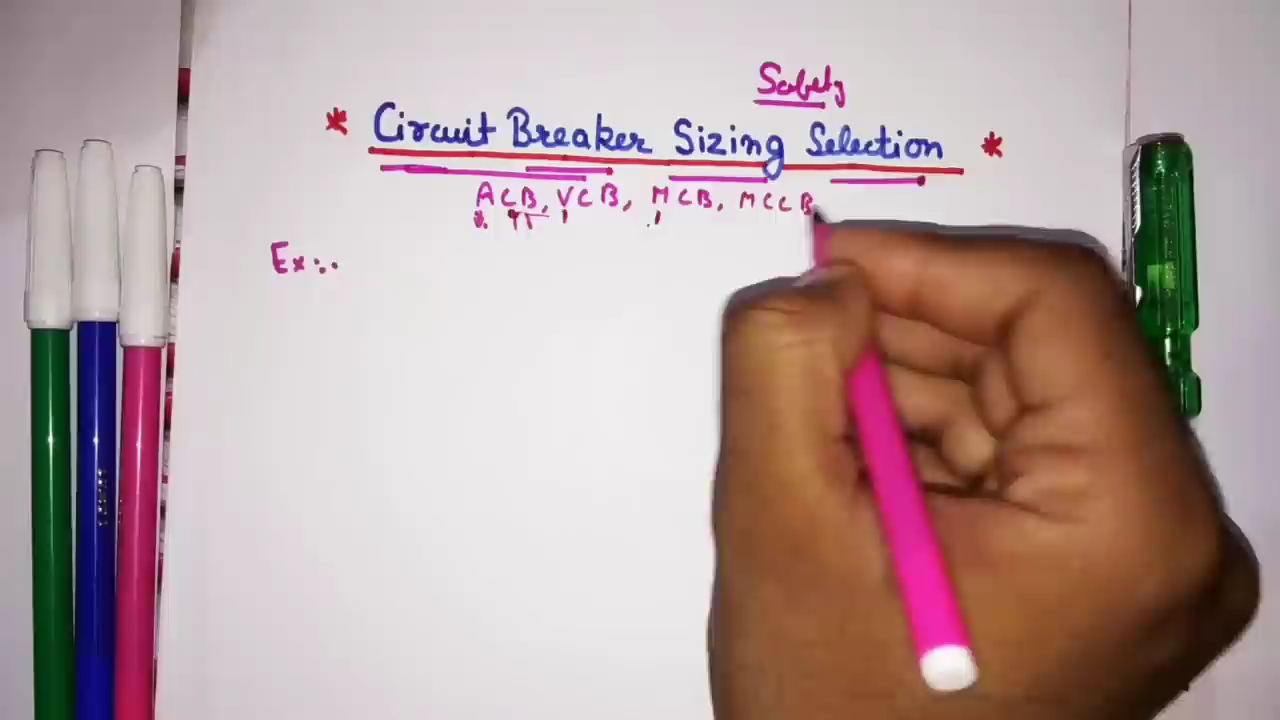 Safety
* Circuit Breaker Sizing Selection *
ACB, VCB, MCB, MCCB
Ex:-